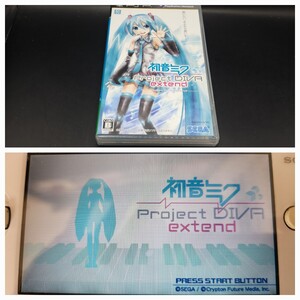 初音ミク
Project DIVA
extend
SEGA
初音ミク
Project DIVA
extend
PRESS START BUTTON
©SEGA / ©Crypton Future Media, Inc.